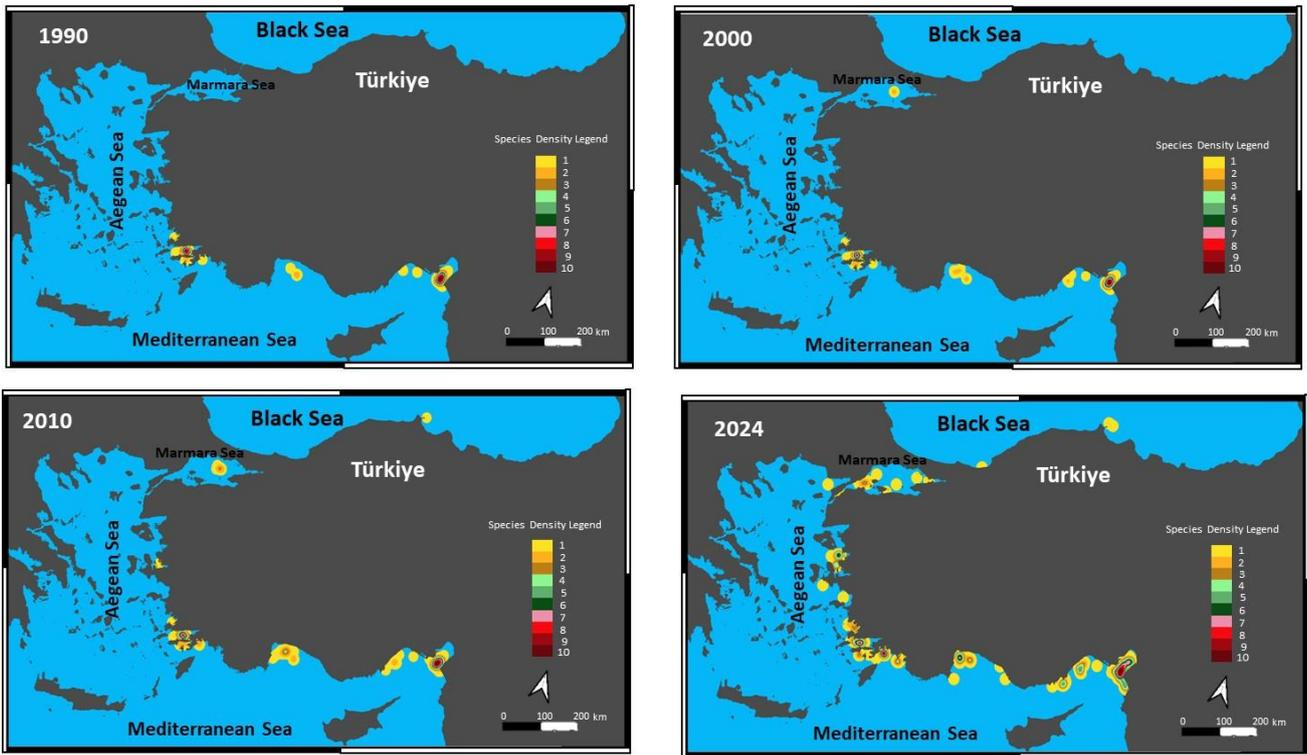 1990
Black Sea
Türkiye
Marmara Sea
Aegean Sea
Species Density Legend
1
2
3
4
5
6
7
8
9
10
0 100 200 km
Mediterranean Sea
2000
Black Sea
Türkiye
Marmara Sea
Aegean Sea
Species Density Legend
1
2
3
4
5
6
7
8
9
10
0 100 200 km
Mediterranean Sea
2010
Black Sea
Marmara Sea
Türkiye
Aegean Sea
Species Density Legend
1
2
3
4
5
6
7
8
9
10
0 100 200 km
Mediterranean Sea
2024
Black Sea
Marmara Sea
Türkiye
Aegean Sea
Species Density Legend
1
2
3
4
5
6
7
8
9
10
0 100 200 km
Mediterranean Sea